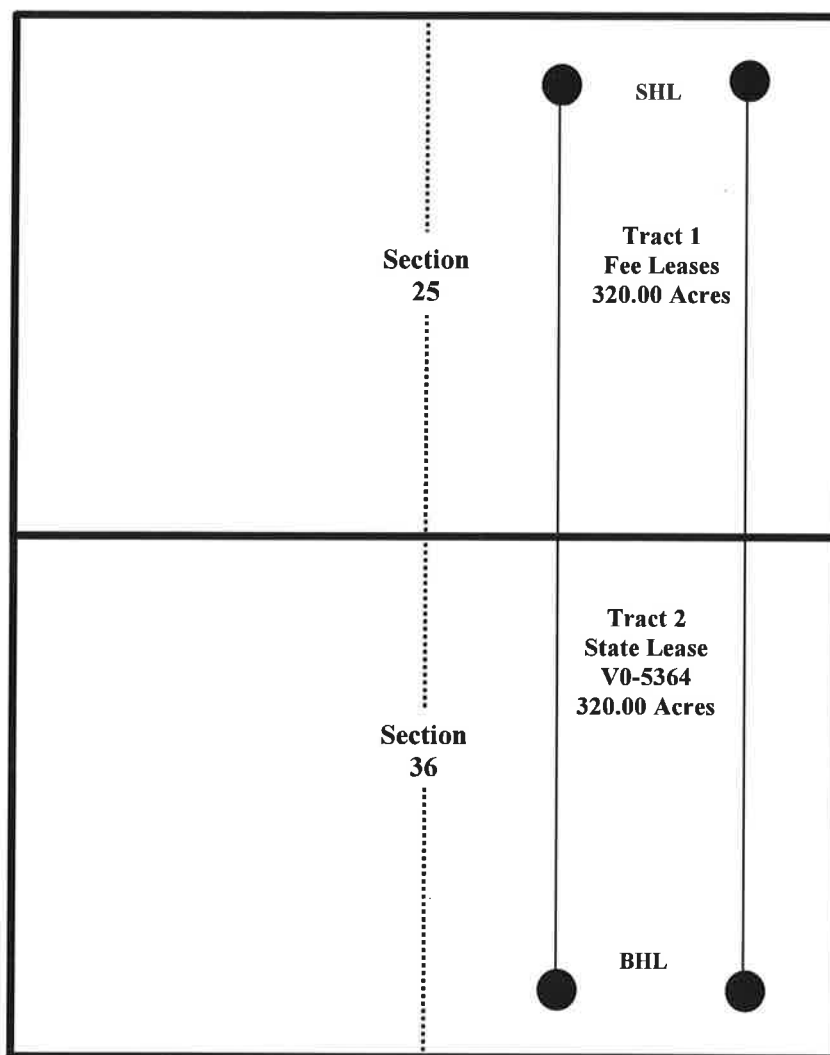 SHL
Tract 1
Fee Leases
320.00 Acres
Section
25
Tract 2
State Lease
V0-5364
320.00 Acres
Section
36
BHL